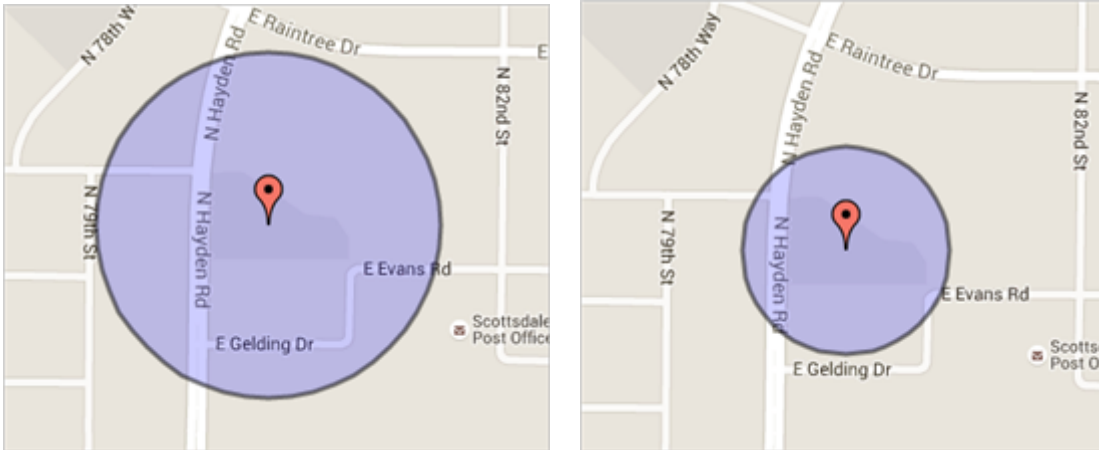 N 78th W
E Raintree Dr
E
N Hayden Rd
N 82nd St
N 79th St
N Hayden Rd
E Evans Rd
Scottsdale
Post Office
E Gelding Dr
N 78th Way
E Raintree Dr
N Hayden Rd
N 82nd St
N 79th St
N Hayden Rd
E Evans Rd
Scotts
Post O
E Gelding Dr